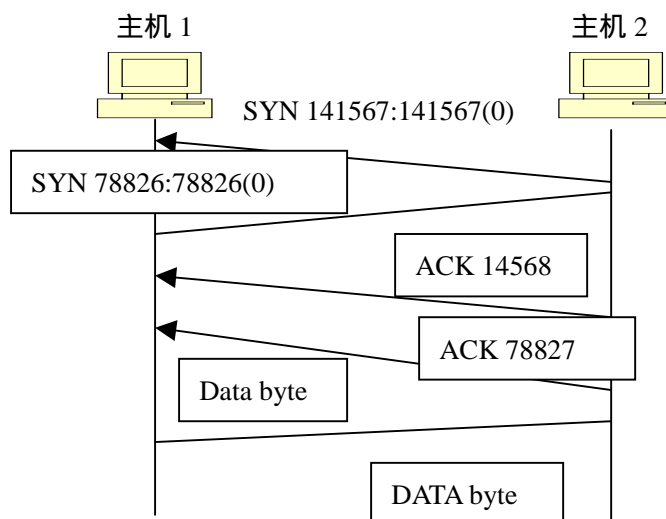 主机 1
主机 2
SYN 141567:141567(0)
SYN 78826:78826(0)
ACK 14568
ACK 78827
Data byte
DATA byte